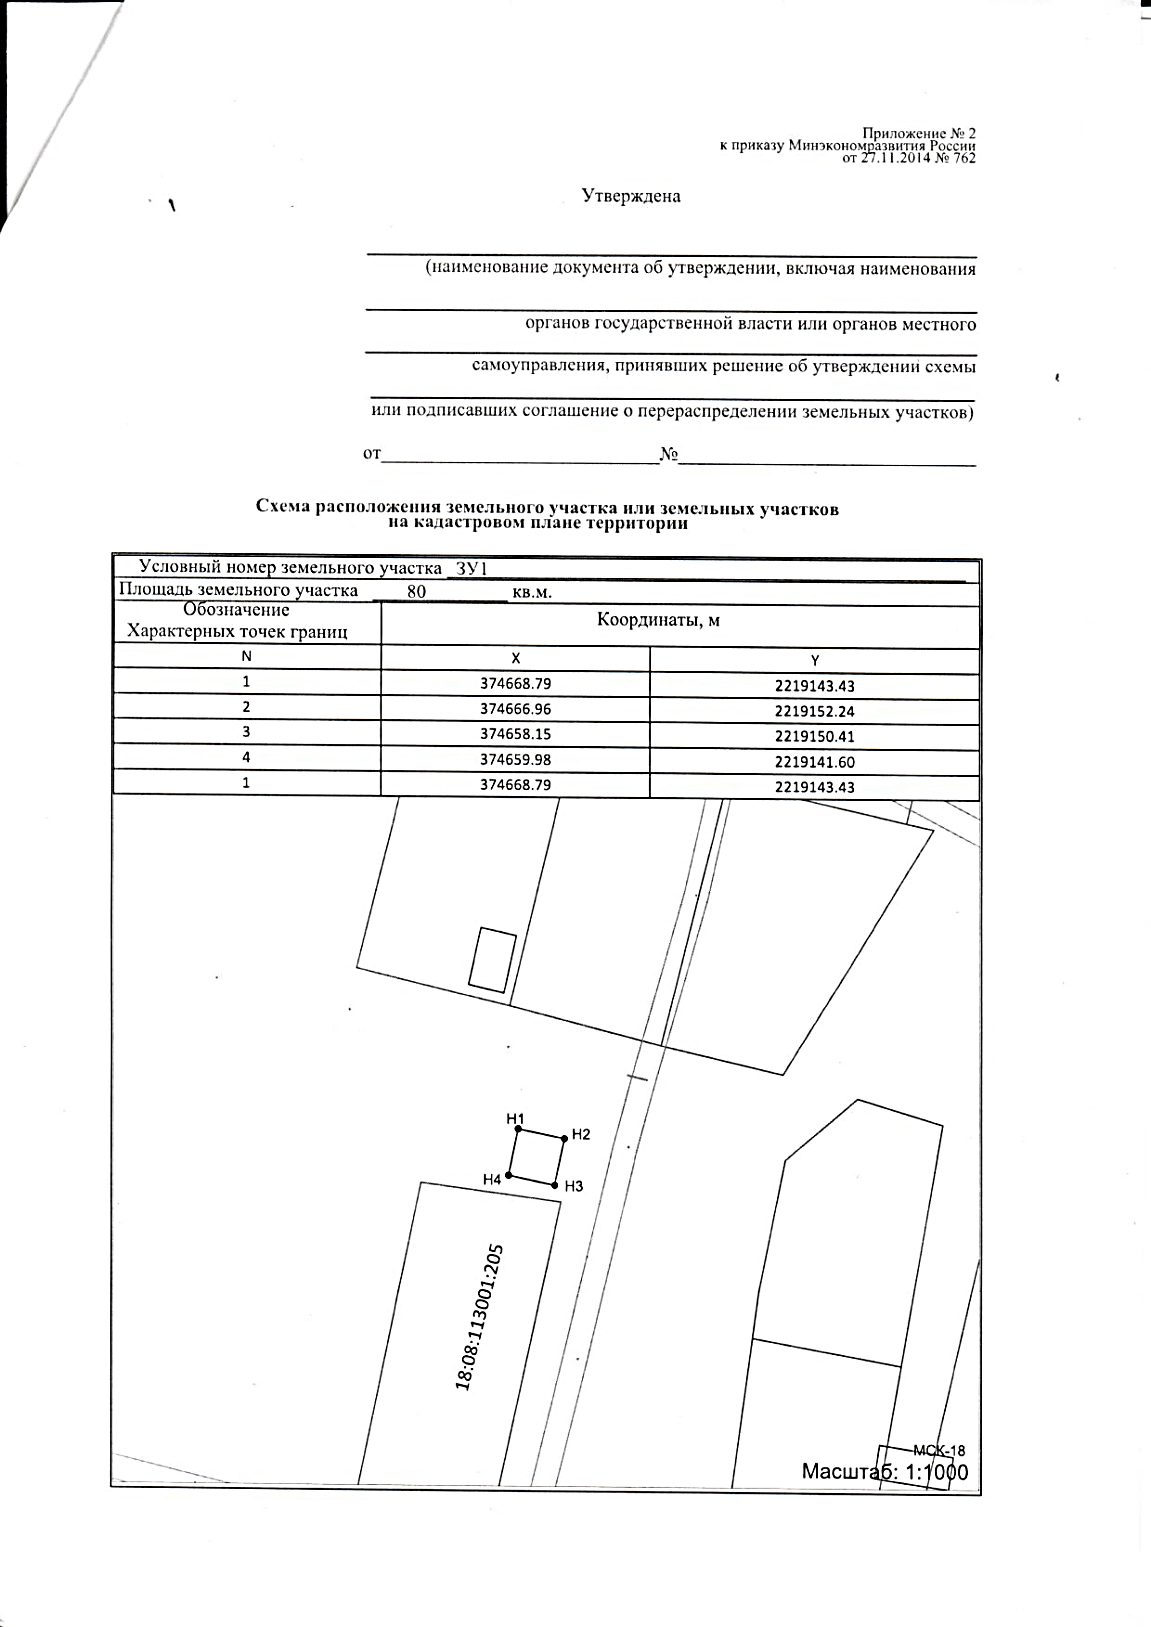 Приложение № 2
к приказу Минэкономразвития России
от 27.11.2014 № 762
Утверждена
(наименование документа об утверждении, включая наименования
органов государственной власти или органов местного
самоуправления, принявших решение об утверждении схемы
или подписавших соглашение о перераспределении земельных участков)
от №
Схема расположения земельного участка или земельных участков
на кадастровом плане территории
Условный номер земельного участка ЗУ1
Площадь земельного участка 80 кв.м.
Обозначение
Характерных точек границ
Координаты, м
N X Y
1 374668.79 2219143.43
2 374666.96 2219152.24
3 374658.15 2219150.41
4 374659.98 2219141.60
1 374668.79 2219143.43
Н1
Н2
Н4
Н3
18:08:113001:205
МСК-18
Масштаб: 1:1000